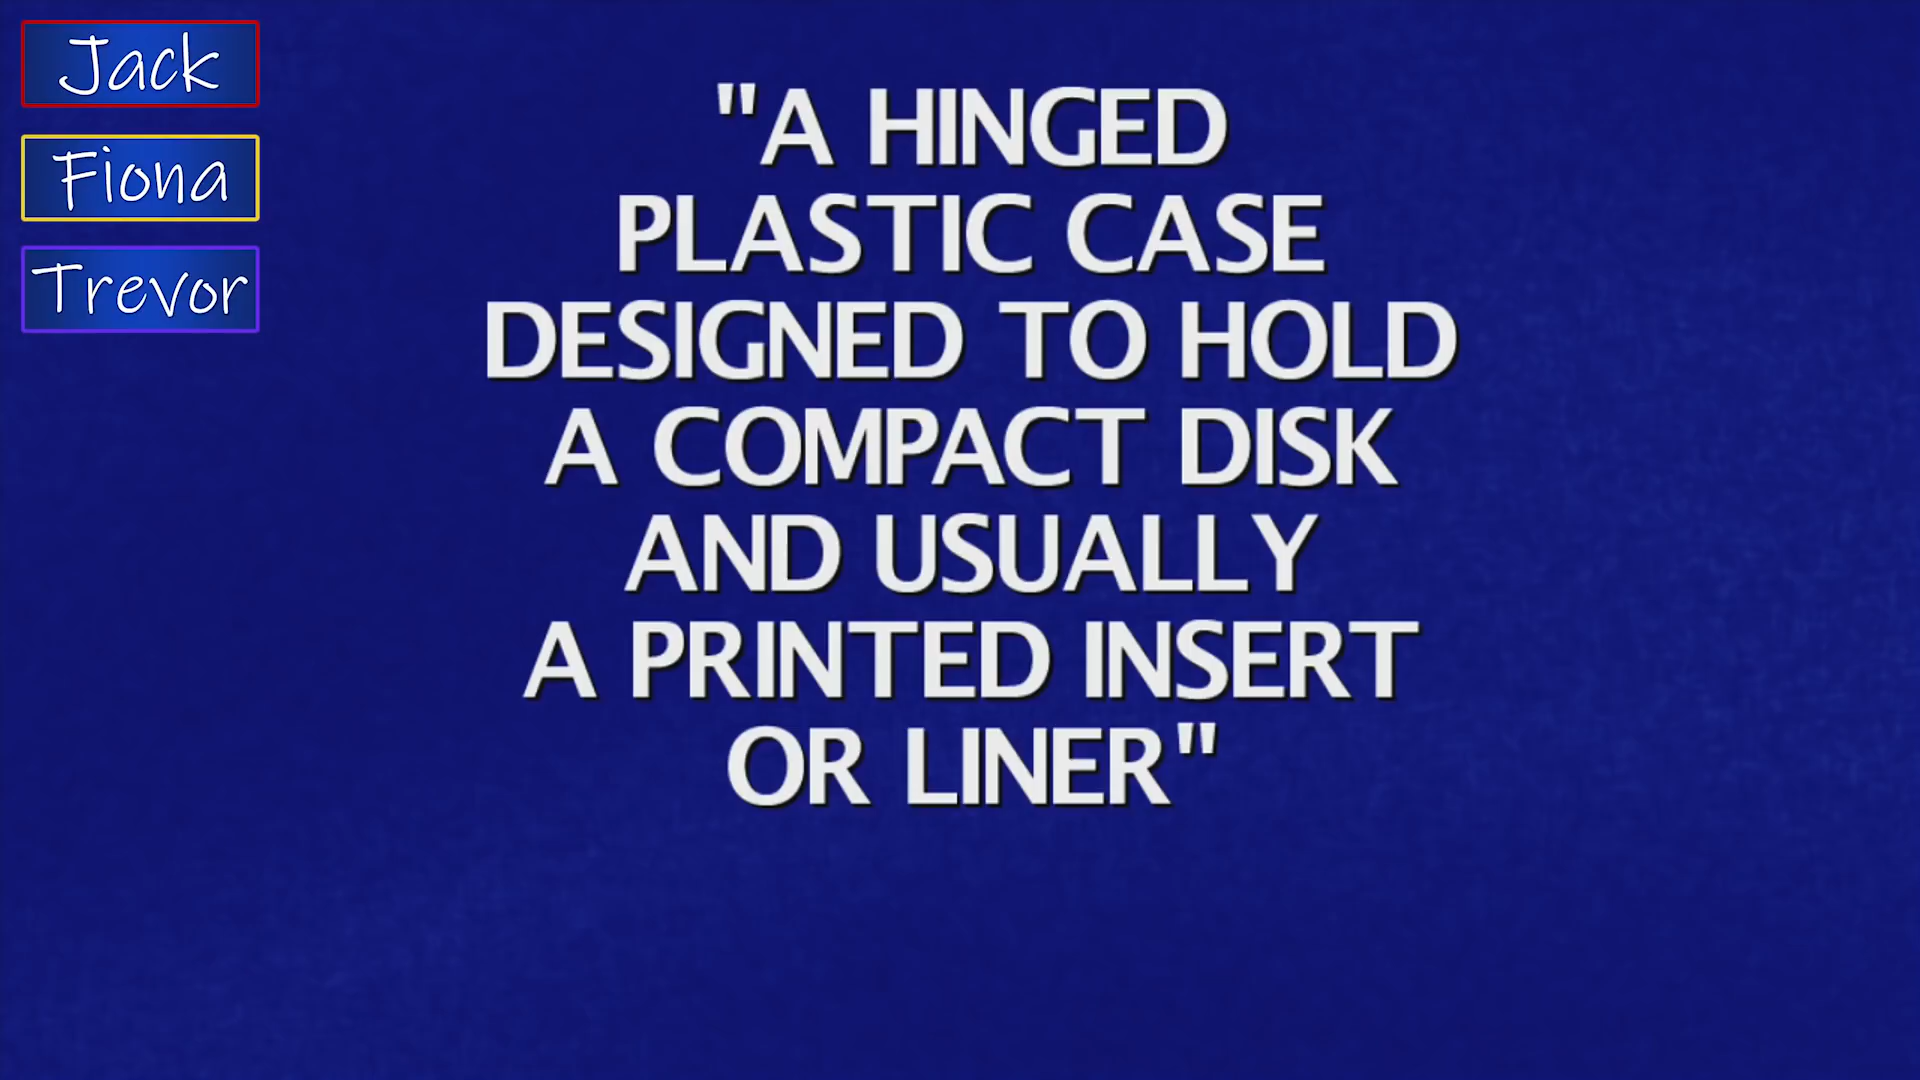 Jack
Fiona
Trevor
"A HINGED
PLASTIC CASE
DESIGNED TO HOLD
A COMPACT DISK
AND USUALLY
A PRINTED INSERT
OR LINER"